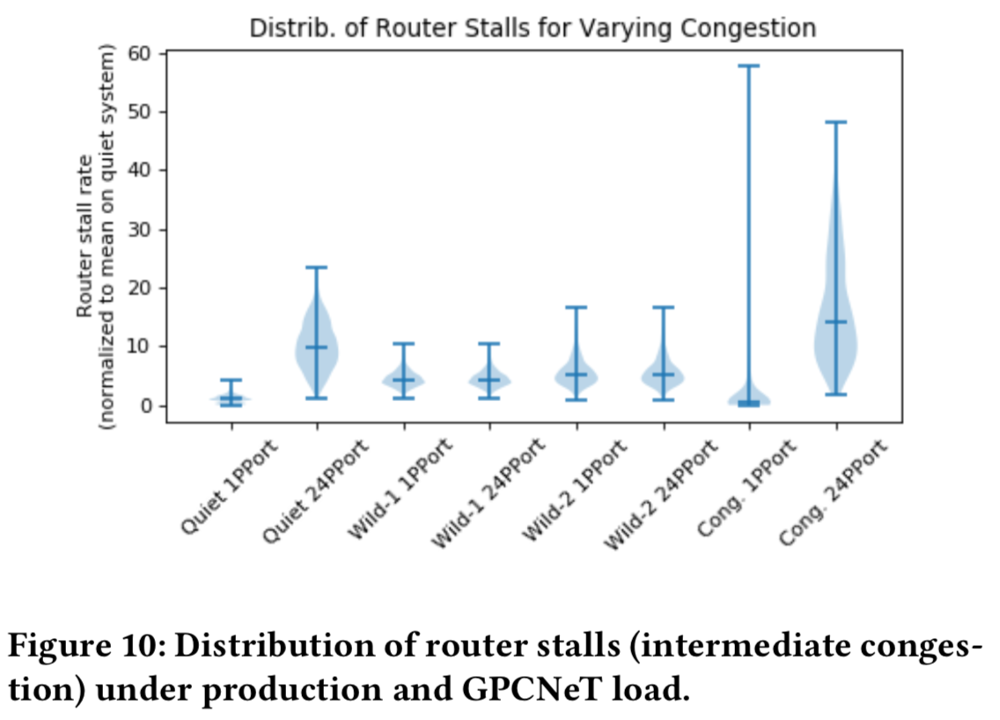 Distrib. of Router Stalls for Varying Congestion
Router stall rate
(normalized to mean on quiet system)
60
50
40
30
20
10
0
Quiet 1PPort
Quiet 24PPort
Wild-1 1PPort
Wild-1 24PPort
Wild-2 1PPort
Wild-2 24PPort
Cong. 1PPort
Cong. 24PPort
Figure 10: Distribution of router stalls (intermediate conges-
tion) under production and GPCNeT load.